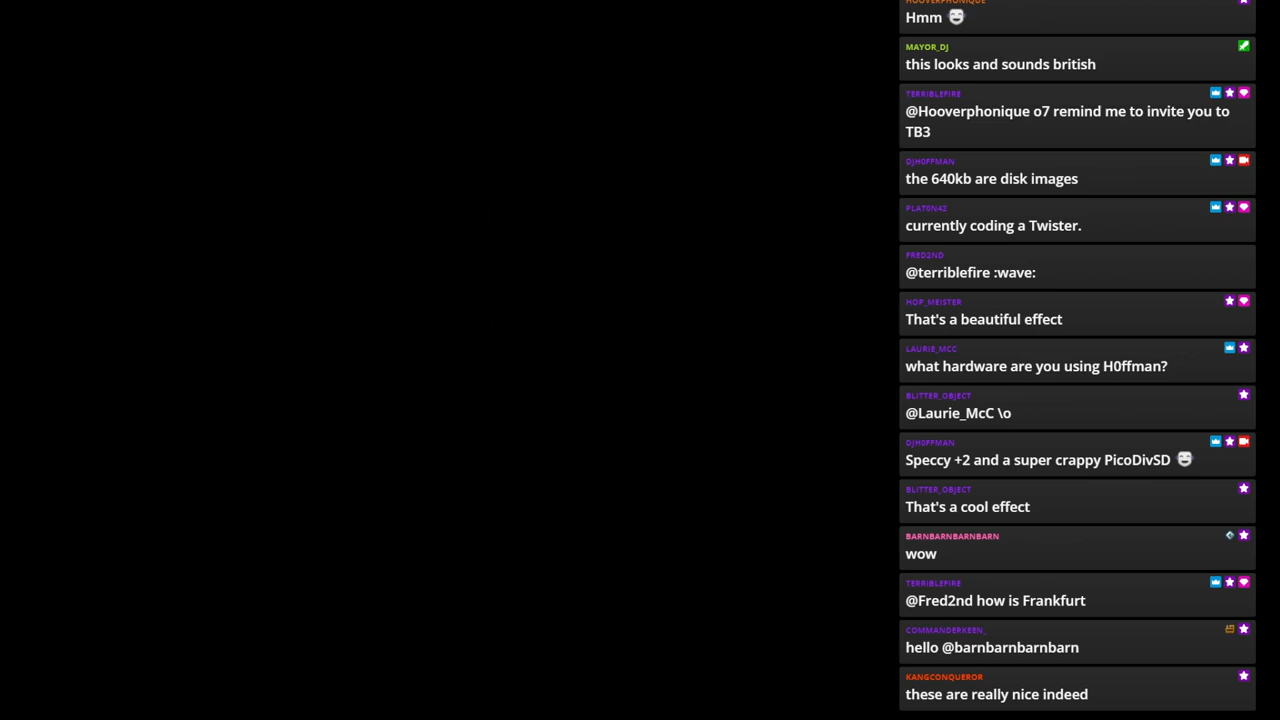 HOOVERPHONIQUE
Hmm
MAYOR_DJ
this looks and sounds british
TERRIBLEFIRE
@Hooverphonique o7 remind me to invite you to
TB3
DJH0FFMAN
the 640kb are disk images
PLAT0N42
currently coding a Twister.
FRED2ND
@terriblefire :wave:
HOP_MEISTER
That's a beautiful effect
LAURIE_MCC
what hardware are you using H0ffman?
BLITTER_OBJECT
@Laurie_McC \o
DJH0FFMAN
Speccy +2 and a super crappy PicoDivSD
BLITTER_OBJECT
That's a cool effect
BARNBARNBARNBARN
wow
TERRIBLEFIRE
@Fred2nd how is Frankfurt
COMMANDERKEEN_
hello @barnbarnbarnbarn
KANGCONQUEROR
these are really nice indeed